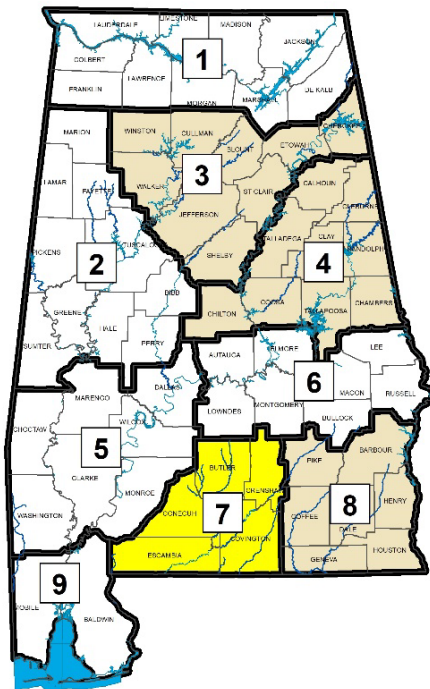 LAUDERDALE
LIMESTONE
MADISON
JACKSON
COLBERT
1
LAWRENCE
FRANKLIN
MORGAN
MARSHALL
DE KALB
MARION
WINSTON
CULLMAN
CHEROKEE
ETOWAH
BLOUNT
LAMAR
FAYETTE
WALKER
3
ST CLAIR
CALHOUN
JEFFERSON
CLEBURNE
TALLADEGA
CLAY
RANDOLPH
PICKENS
2
TUSCALOO
SHELBY
4
BIBB
GREENE
HALE
PERRY
SUMTER
CHILTON
COOSA
TALLAPOOSA
CHAMBERS
AUTAUGA
ELMORE
LEE
6
MACON
RUSSELL
LOWNDES
MONTGOMERY
BULLOCK
MARENGO
DALLAS
CHOCTAW
WILCOX
5
CLARKE
MONROE
WASHINGTON
BUTLER
CRENSHA
7
CONECUH
COVINGTON
ESCAMBIA
PIKE
BARBOUR
HENRY
COFFEE
8
DALE
GENEVA
HOUSTON
9
MOBILE
BALDWIN